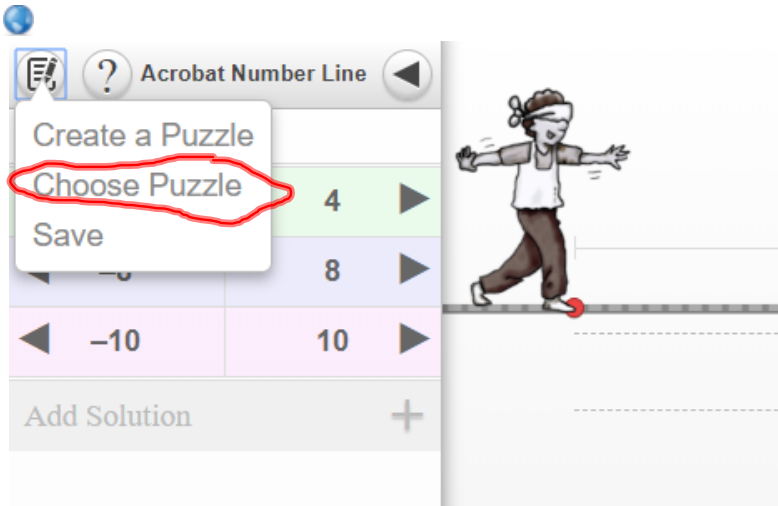 ? Acrobat Number Line
Create a Puzzle
Choose Puzzle
4
Save
8
–10 10
Add Solution +